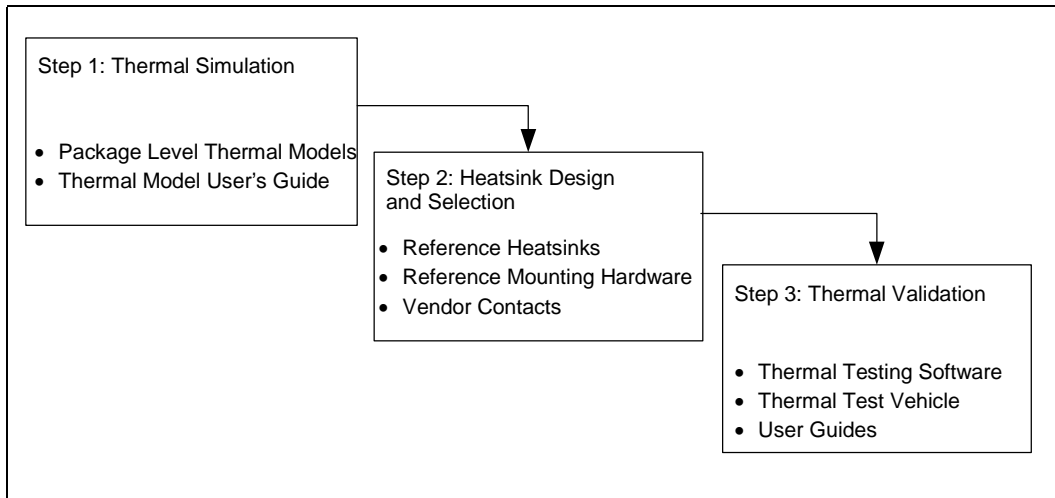 Step 1: Thermal Simulation
• Package Level Thermal Models
• Thermal Model User's Guide
Step 2: Heatsink Design
and Selection
• Reference Heatsinks
• Reference Mounting Hardware
• Vendor Contacts
Step 3: Thermal Validation
• Thermal Testing Software
• Thermal Test Vehicle
• User Guides